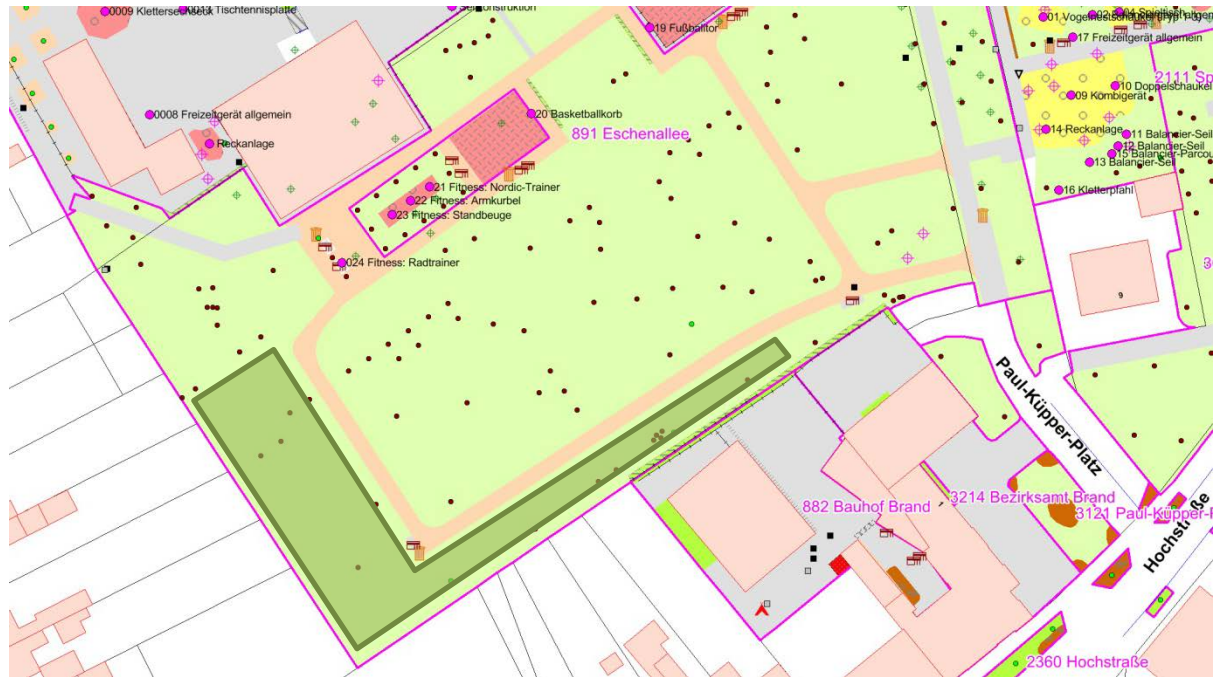 0009 Klettersechseck
0013 Tischtennisplatte
19 Fußballtor
0008 Freizeitgerät allgemein
Reckanlage
20 Basketballkorb
891 Eschenallee
21 Fitness: Nordic-Trainer
22 Fitness: Armkurbel
23 Fitness: Standbeuge
024 Fitness: Radtrainer
17 Freizeitgerät allgemein
2111 Sp
10 Doppelschaukel
09 Kombigerät
14 Reckanlage
11 Balancier-Seil
12 Balancier-Seil
15 Balancier-Parcou
13 Balancier-Seil
16 Kletterpfahl
9
Paul-Küpper-Platz
882 Bauhof Brand
3214 Bezirksamt Brand
3121 Paul-Küpper-P
Hochstraße
2360 Hochstraße